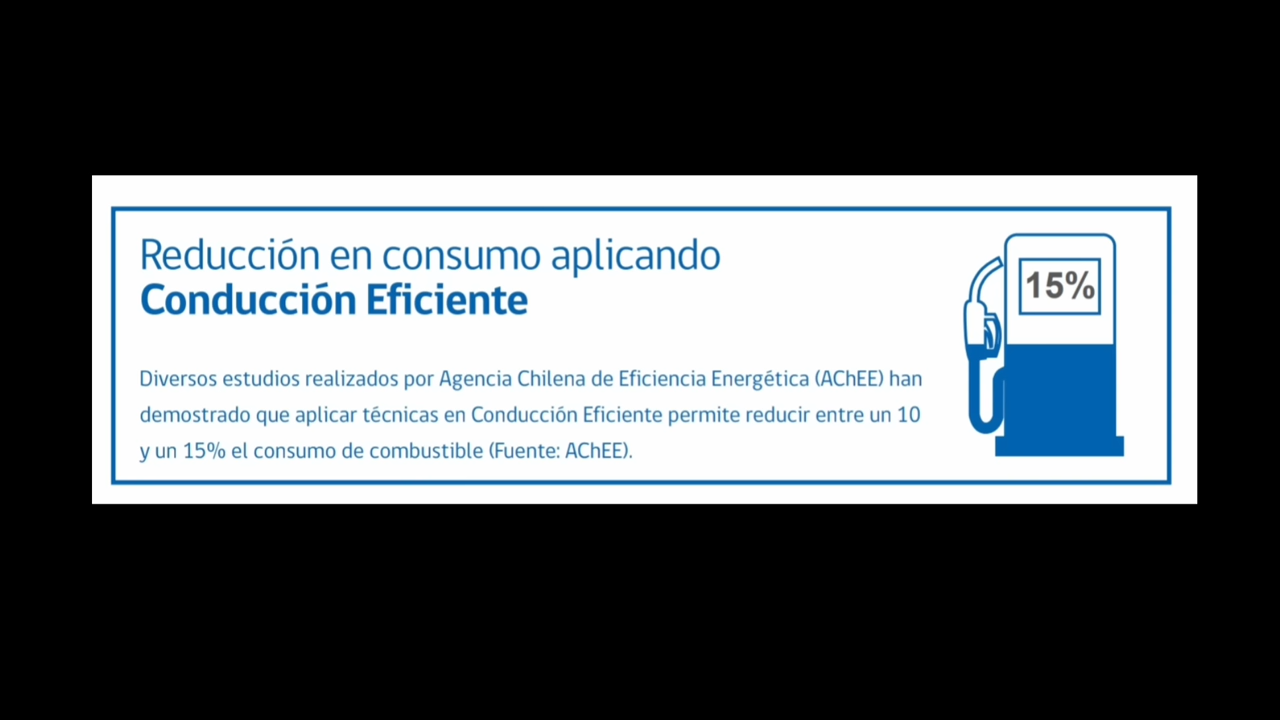 Reducción en consumo aplicando
Conducción Eficiente
15%
Diversos estudios realizados por Agencia Chilena de Eficiencia Energética (AChEE) han
demostrado que aplicar técnicas en Conducción Eficiente permite reducir entre un 10
y un 15% el consumo de combustible (Fuente: AChEE).